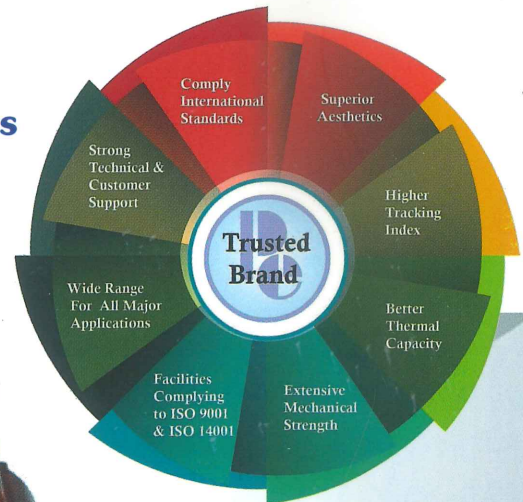 s
Comply
International
Standards
Superior
Aesthetics
Strong
Technical &
Customer
Support
Higher
Tracking
Index
Trusted
Brand
Wide Range
For All Major
Applications
Better
Thermal
Capacity
Facilities
Complying
to ISO 9001
& ISO 14001
Extensive
Mechanical
Strength